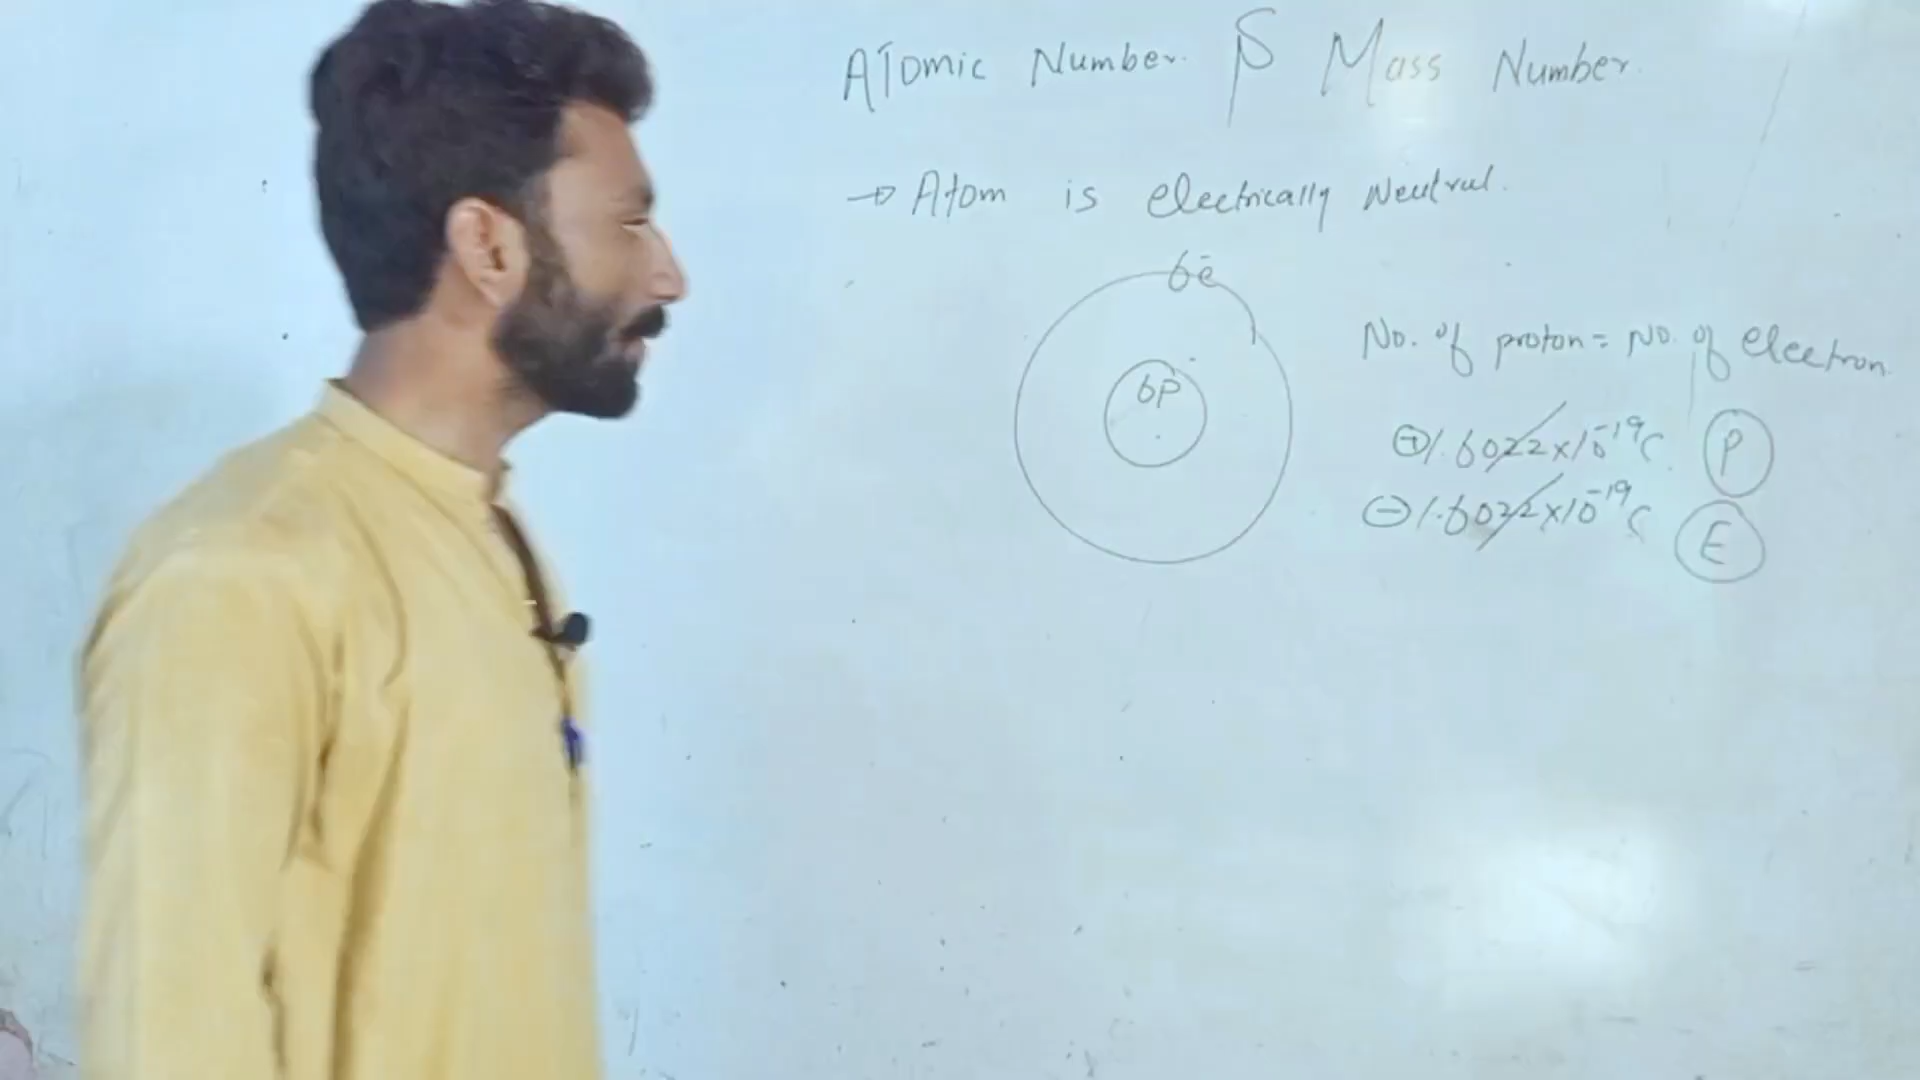 Atomic Number & Mass Number.
→ Atom is electrically Neutral.
6e⁻
6P
No. of proton = No. of electron
⊕1.6022×10⁻¹⁹C P
⊖1.6022×10⁻¹⁹C E